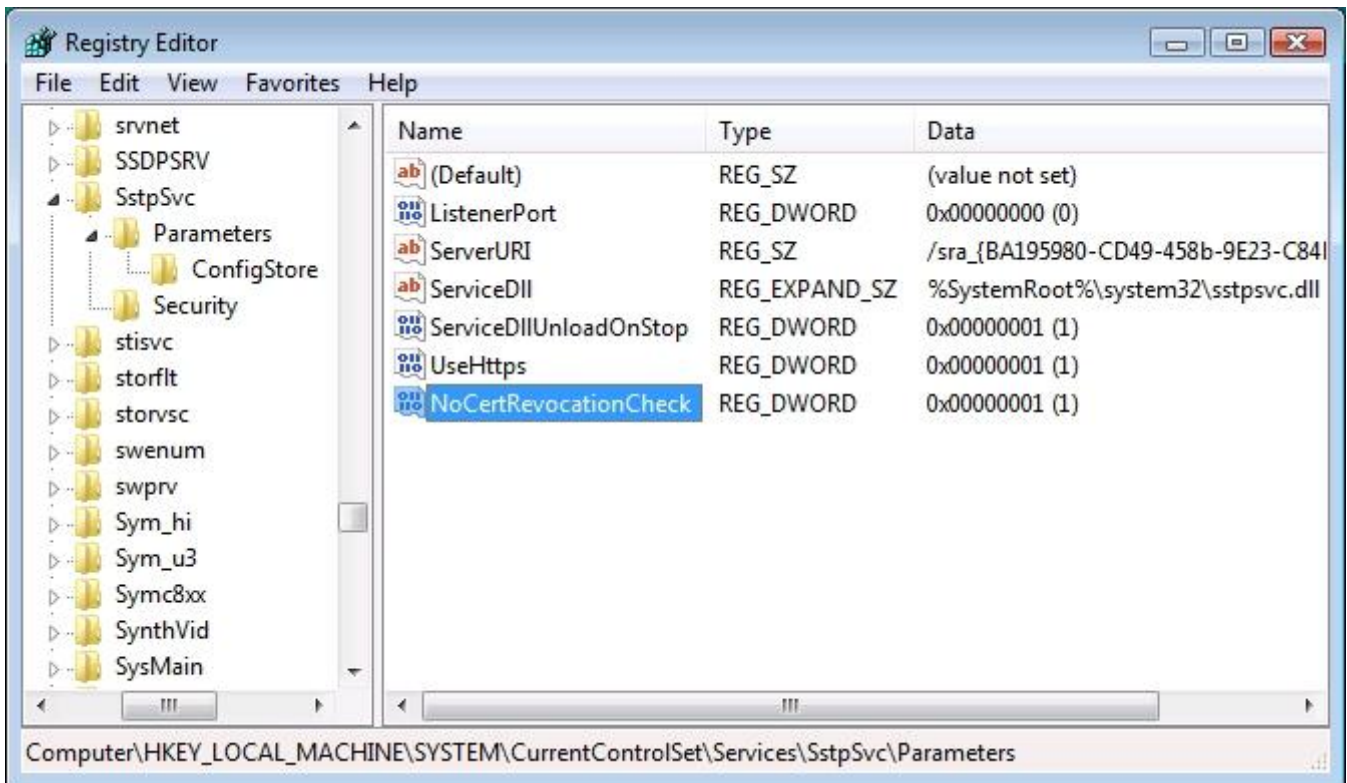 Registry Editor
File Edit View Favorites Help
srvnet
SSDPSRV
SstpSvc
Parameters
ConfigStore
Security
stisvc
storflt
storvsc
swenum
swprv
Sym_hi
Sym_u3
Symc8xx
SynthVid
SysMain
Name Type Data
(Default) REG_SZ (value not set)
ListenerPort REG_DWORD 0x00000000 (0)
ServerURI REG_SZ /sra_{BA195980-CD49-458b-9E23-C84
ServiceDll REG_EXPAND_SZ %SystemRoot%\system32\sstpsvc.dll
ServiceDllUnloadOnStop REG_DWORD 0x00000001 (1)
UseHttps REG_DWORD 0x00000001 (1)
NoCertRevocationCheck REG_DWORD 0x00000001 (1)
Computer\HKEY_LOCAL_MACHINE\SYSTEM\CurrentControlSet\Services\SstpSvc\Parameters